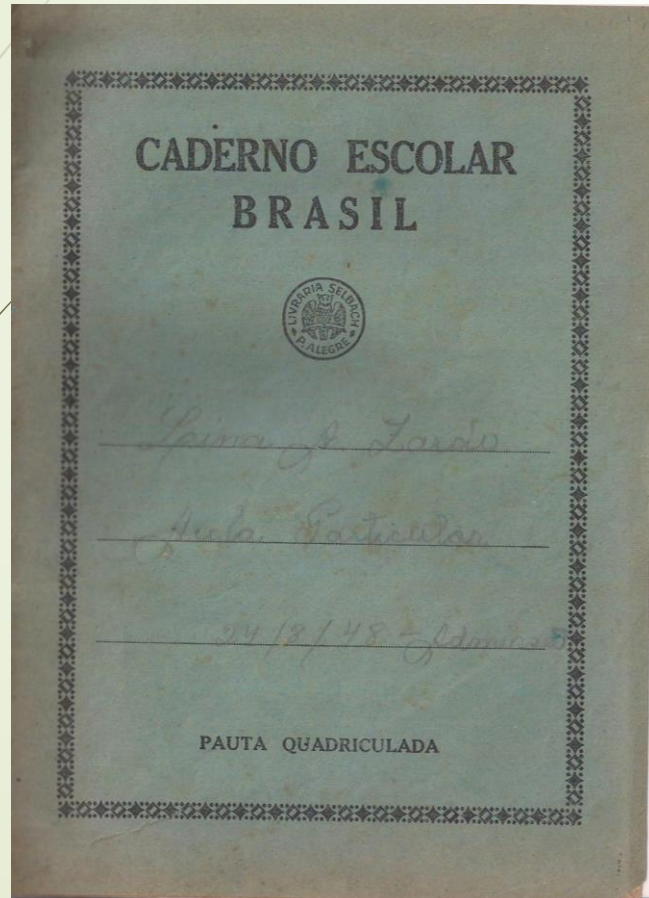 CADERNO ESCOLAR
BRASIL
LIVRARIA SELBACH
P. ALEGRE
A.
Aula Particular
24/8/48 -
PAUTA QUADRICULADA